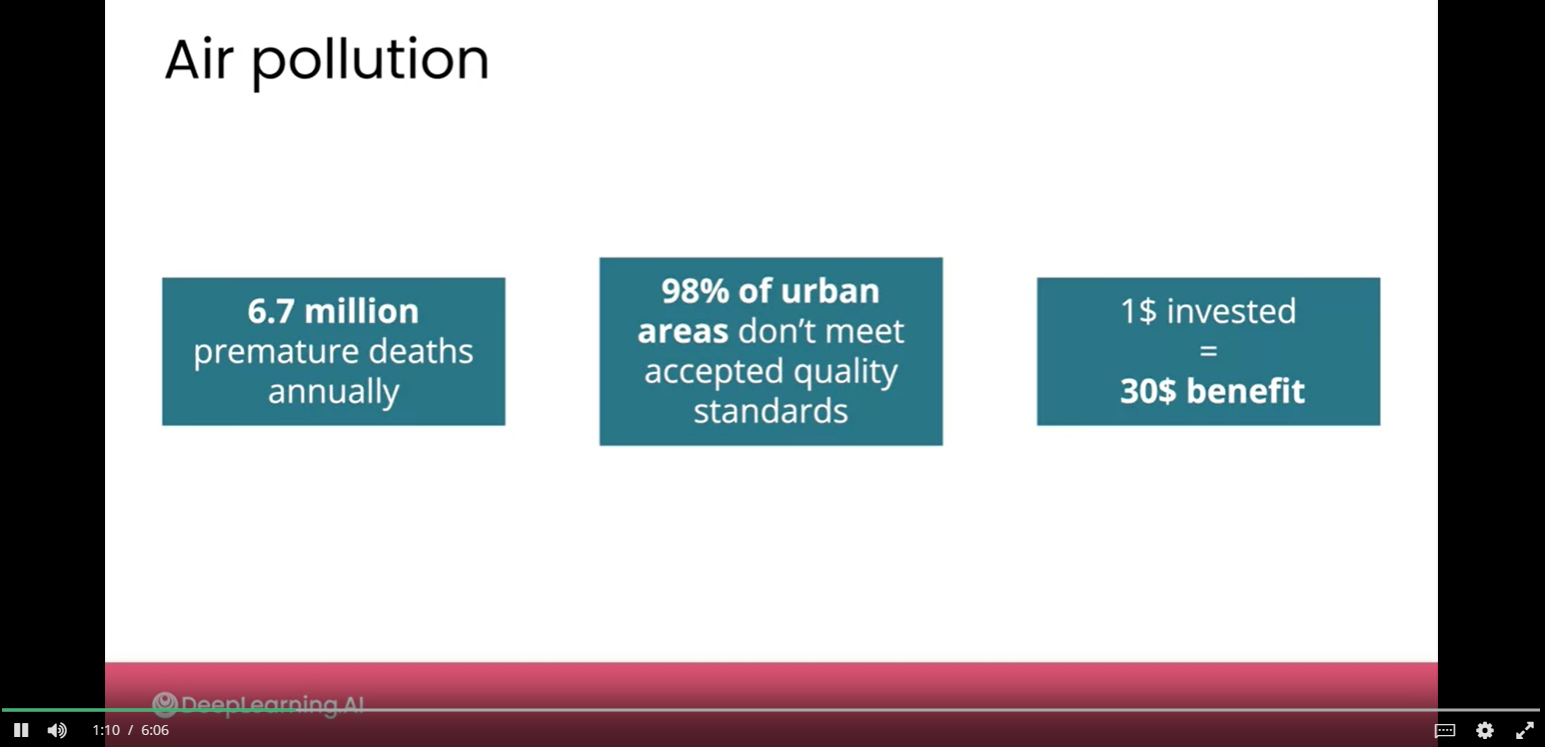 Air pollution
6.7 million
premature deaths
annually
98% of urban
areas don't meet
accepted quality
standards
1$ invested
=
30$ benefit
DeepLearning.AI
1:10 / 6:06